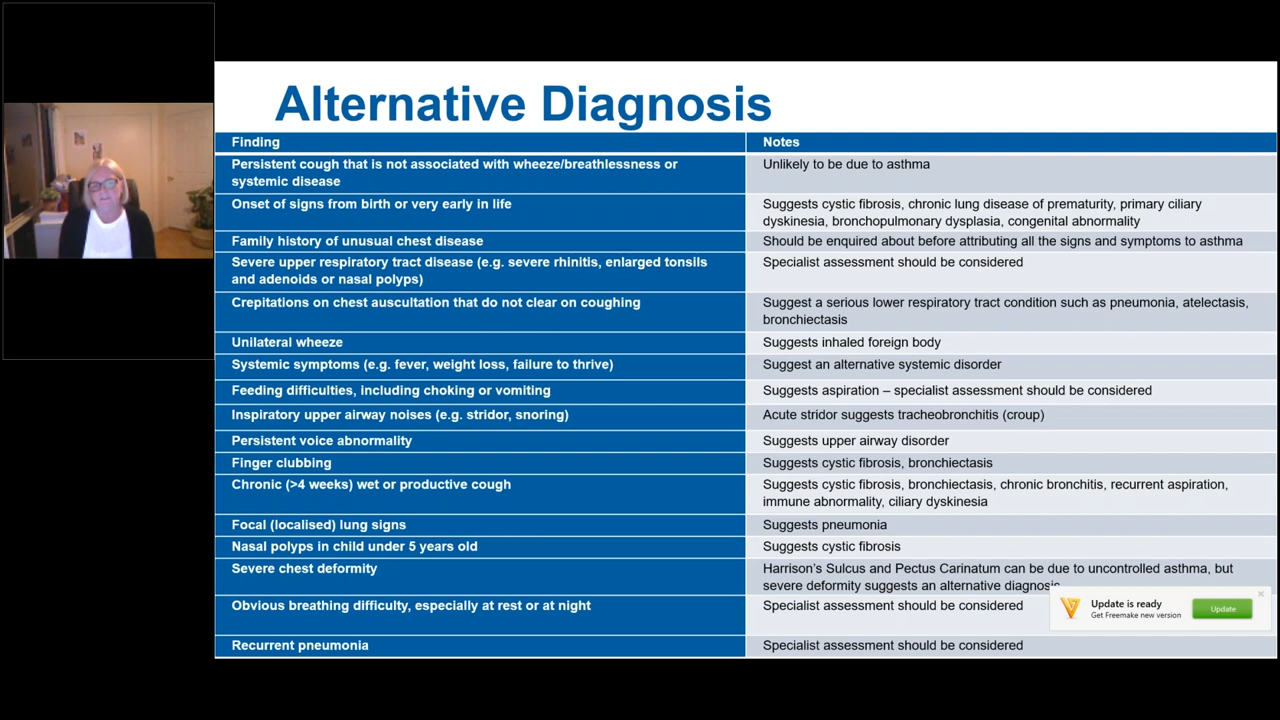 Alternative Diagnosis
Finding
Notes
Persistent cough that is not associated with wheeze/breathlessness or
systemic disease
Unlikely to be due to asthma
Onset of signs from birth or very early in life
Suggests cystic fibrosis, chronic lung disease of prematurity, primary ciliary
dyskinesia, bronchopulmonary dysplasia, congenital abnormality
Family history of unusual chest disease
Should be enquired about before attributing all the signs and symptoms to asthma
Severe upper respiratory tract disease (e.g. severe rhinitis, enlarged tonsils
and adenoids or nasal polyps)
Specialist assessment should be considered
Crepitations on chest auscultation that do not clear on coughing
Suggest a serious lower respiratory tract condition such as pneumonia, atelectasis,
bronchiectasis
Unilateral wheeze
Suggests inhaled foreign body
Systemic symptoms (e.g. fever, weight loss, failure to thrive)
Suggest an alternative systemic disorder
Feeding difficulties, including choking or vomiting
Suggests aspiration – specialist assessment should be considered
Inspiratory upper airway noises (e.g. stridor, snoring)
Acute stridor suggests tracheobronchitis (croup)
Persistent voice abnormality
Suggests upper airway disorder
Finger clubbing
Suggests cystic fibrosis, bronchiectasis
Chronic (>4 weeks) wet or productive cough
Suggests cystic fibrosis, bronchiectasis, chronic bronchitis, recurrent aspiration,
immune abnormality, ciliary dyskinesia
Focal (localised) lung signs
Suggests pneumonia
Nasal polyps in child under 5 years old
Suggests cystic fibrosis
Severe chest deformity
Harrison's Sulcus and Pectus Carinatum can be due to uncontrolled asthma, but
severe deformity suggests an alternative diagnosis
Obvious breathing difficulty, especially at rest or at night
Specialist assessment should be considered
Recurrent pneumonia
Specialist assessment should be considered
Update is ready
Get Freemake new version
Update